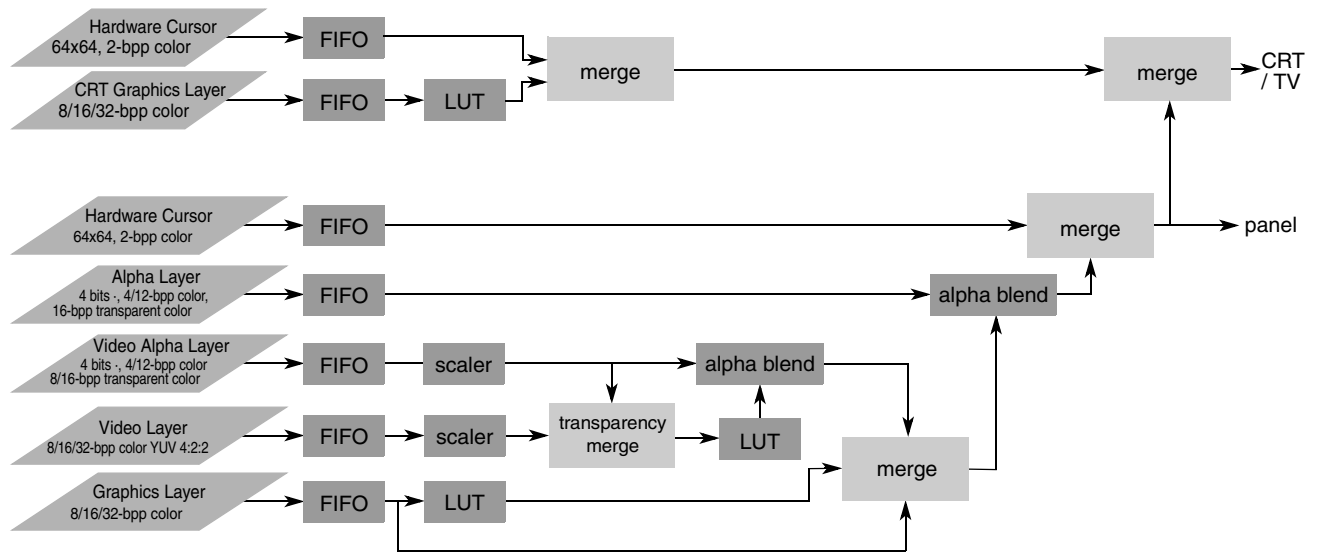 Hardware Cursor
64x64, 2-bpp color
FIFO
merge
merge
CRT
/ TV
CRT Graphics Layer
8/16/32-bpp color
FIFO
LUT
Hardware Cursor
64x64, 2-bpp color
FIFO
merge
panel
Alpha Layer
4 bits ·, 4/12-bpp color,
16-bpp transparent color
FIFO
alpha blend
Video Alpha Layer
4 bits ·, 4/12-bpp color
8/16-bpp transparent color
FIFO
scaler
alpha blend
Video Layer
8/16/32-bpp color YUV 4:2:2
FIFO
scaler
transparency
merge
LUT
merge
Graphics Layer
8/16/32-bpp color
FIFO
LUT